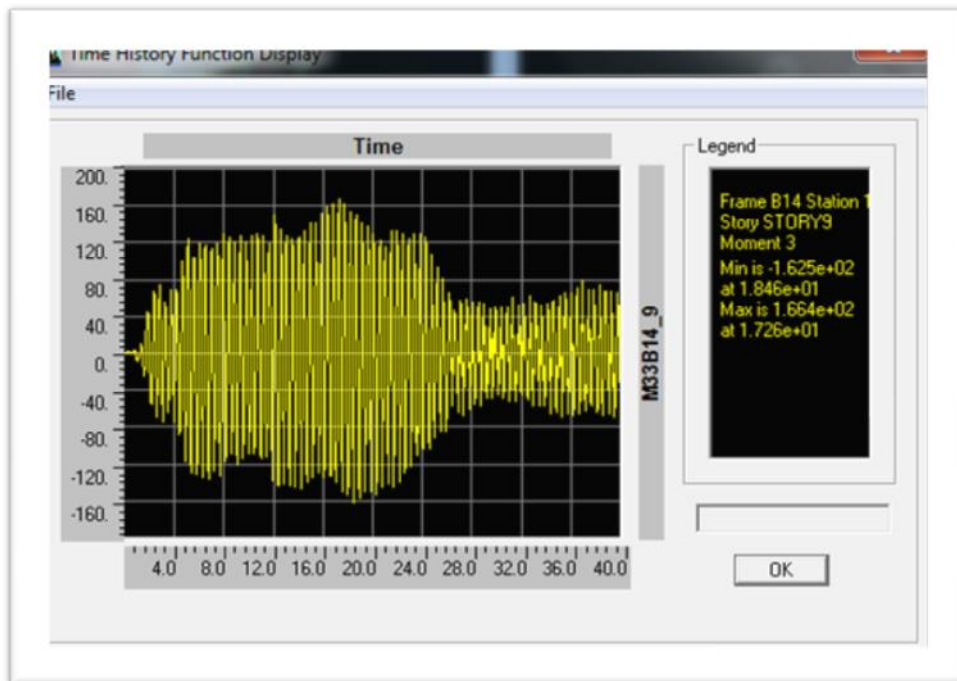 Time History Function Display
File
Time
200.
160.
120.
80.
40.
0.
-40.
-80.
-120.
-160.
4.0 8.0 12.0 16.0 20.0 24.0 28.0 32.0 36.0 40.0
M33B14_9
Legend
Frame B14 Station 1
Story STORY9
Moment 3
Min is -1.625e+02
at 1.846e+01
Max is 1.664e+02
at 1.726e+01
OK